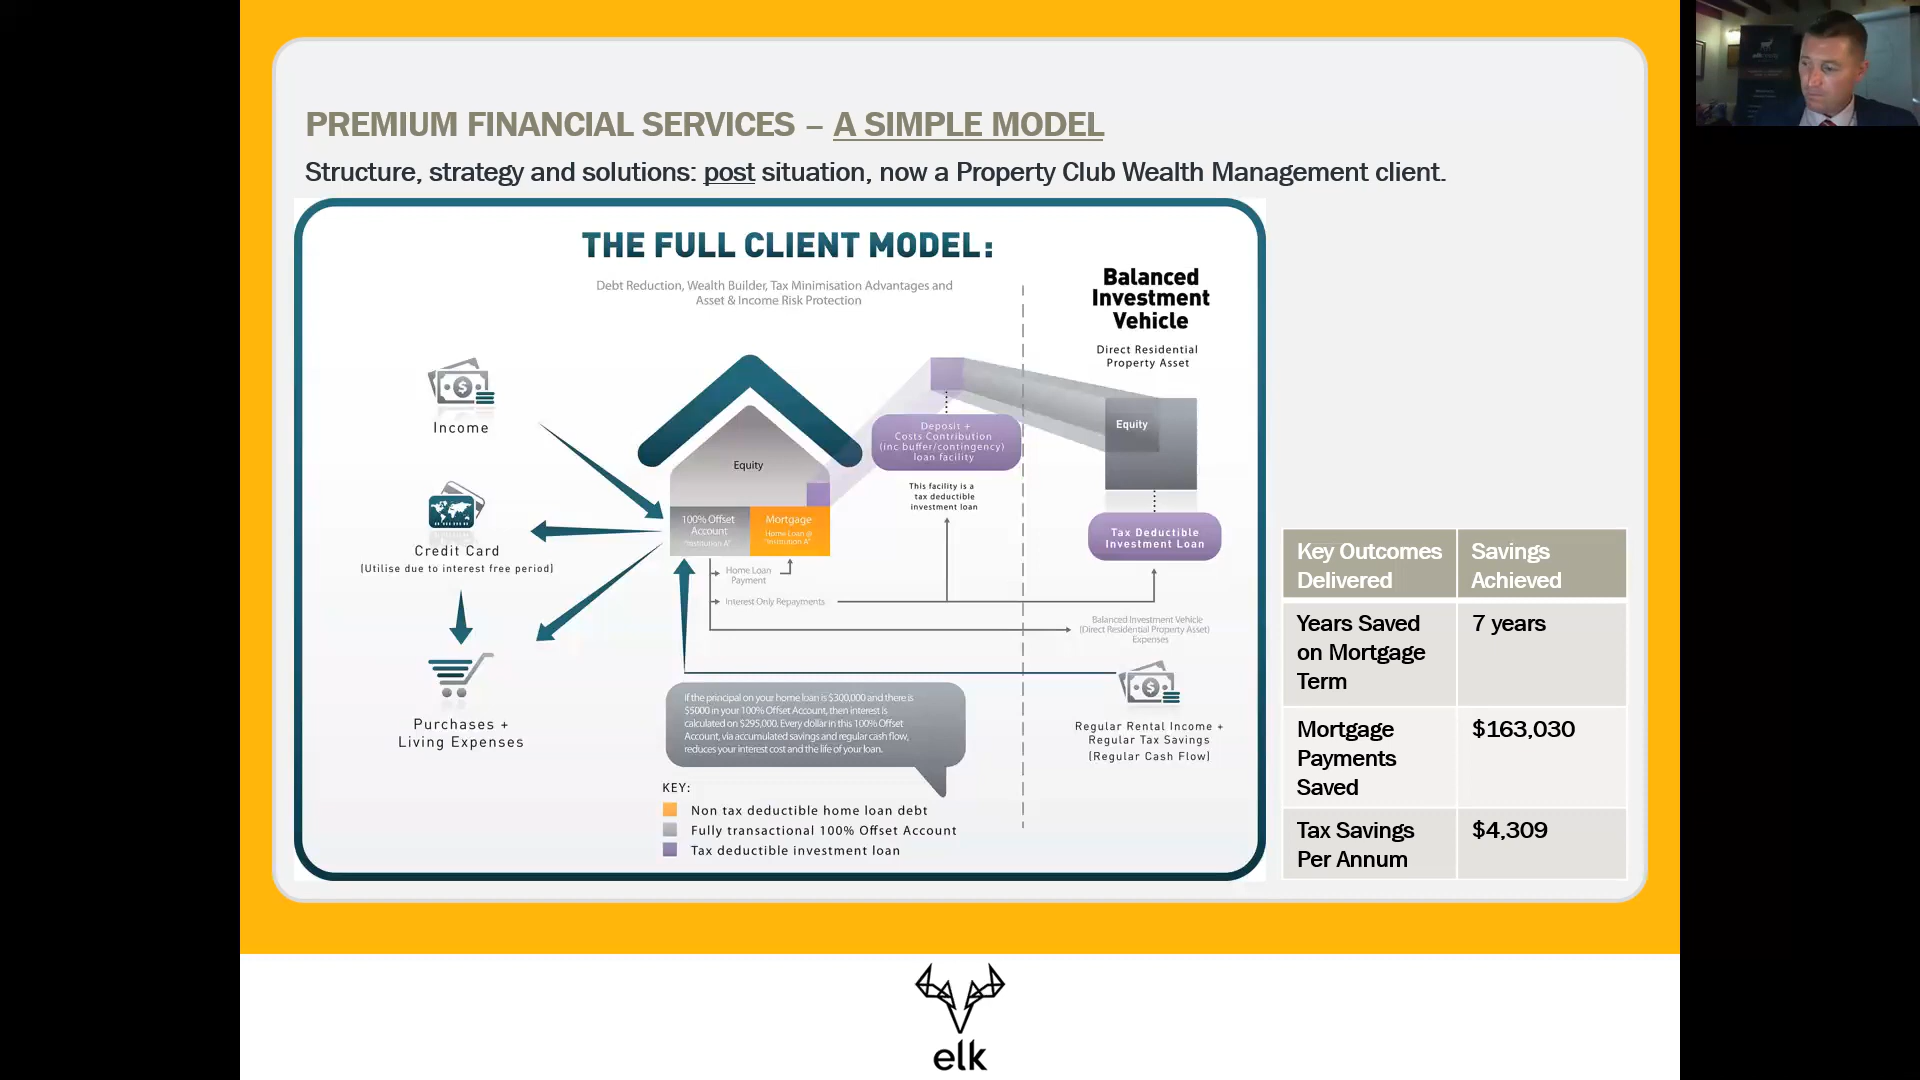 PREMIUM FINANCIAL SERVICES – A SIMPLE MODEL
Structure, strategy and solutions: post situation, now a Property Club Wealth Management client.
THE FULL CLIENT MODEL:
Debt Reduction, Wealth Builder, Tax Minimisation Advantages and
Asset & Income Risk Protection
Balanced
Investment
Vehicle
Direct Residential
Property Asset
Income
Credit Card
(Utilise due to interest free period)
Purchases +
Living Expenses
Equity
100% Offset
Account
"Institution A"
Mortgage
Home Loan @
"Institution A"
Home Loan
Payment
Interest Only Repayments
Deposit +
Costs Contribution
(inc buffer/contingency)
loan facility
This facility is a
tax deductible
investment loan
Equity
Tax Deductible
Investment Loan
Balanced Investment Vehicle
(Direct Residential Property Asset)
Expenses
Regular Rental Income +
Regular Tax Savings
(Regular Cash Flow)
If the principal on your home loan is $300,000 and there is
$5000 in your 100% Offset Account, then interest is
calculated on $295,000. Every dollar in this 100% Offset
Account, via accumulated savings and regular cash flow,
reduces your interest cost and the life of your loan.
KEY:
Non tax deductible home loan debt
Fully transactional 100% Offset Account
Tax deductible investment loan
Key Outcomes
Delivered
Savings
Achieved
Years Saved
on Mortgage
Term
7 years
Mortgage
Payments
Saved
$163,030
Tax Savings
Per Annum
$4,309
elk